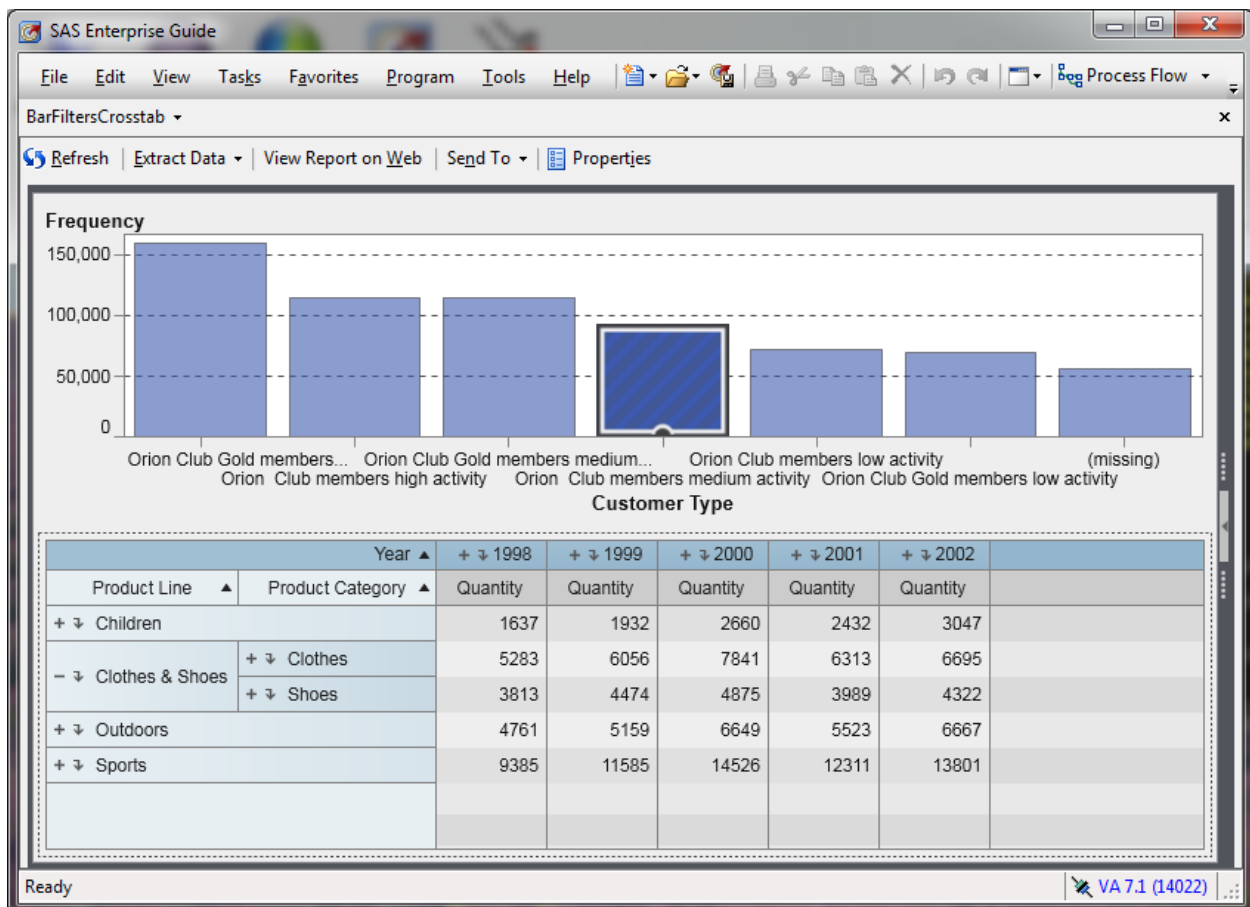 SAS Enterprise Guide
File Edit View Tasks Favorites Program Tools Help Process Flow
BarFiltersCrosstab
Refresh Extract Data View Report on Web Send To Properties
Frequency
150,000
100,000
50,000
0
Orion Club Gold members... Orion Club Gold members medium... Orion Club members low activity (missing)
Orion Club members high activity Orion Club members medium activity Orion Club Gold members low activity
Customer Type
Year 1998 1999 2000 2001 2002
Product Line Product Category Quantity Quantity Quantity Quantity Quantity
Children 1637 1932 2660 2432 3047
Clothes & Shoes Clothes 5283 6056 7841 6313 6695
Shoes 3813 4474 4875 3989 4322
Outdoors 4761 5159 6649 5523 6667
Sports 9385 11585 14526 12311 13801
Ready VA 7.1 (14022)